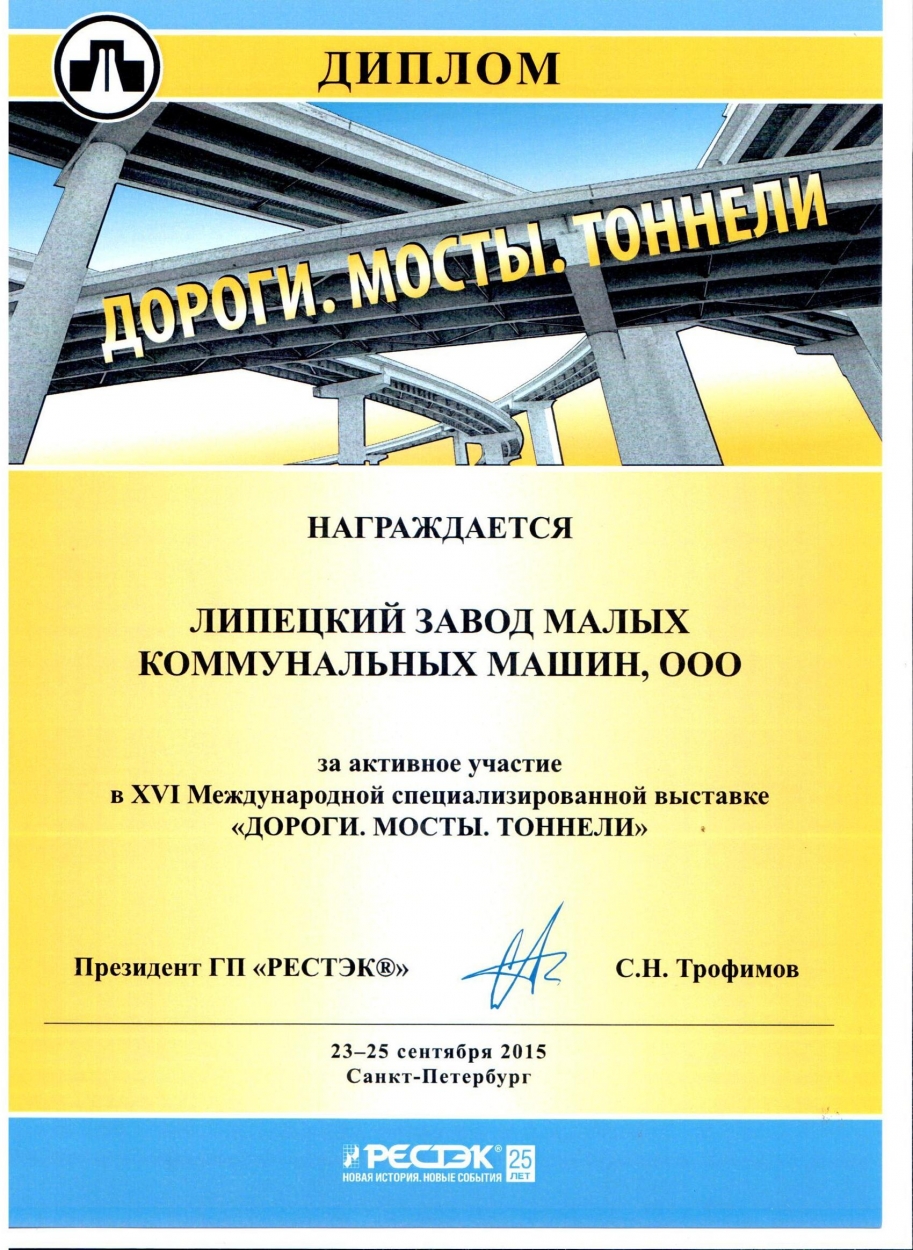 ДИПЛОМ
ДОРОГИ. МОСТЫ. ТОННЕЛИ
НАГРАЖДАЕТСЯ
ЛИПЕЦКИЙ ЗАВОД МАЛЫХ
КОММУНАЛЬНЫХ МАШИН, ООО
за активное участие
в XVI Международной специализированной выставке
«ДОРОГИ. МОСТЫ. ТОННЕЛИ»
Президент ГП «РЕСТЭК®» С.Н. Трофимов
23–25 сентября 2015
Санкт-Петербург
РЕСТЭК® 25
НОВАЯ ИСТОРИЯ. НОВЫЕ СОБЫТИЯ ЛЕТ